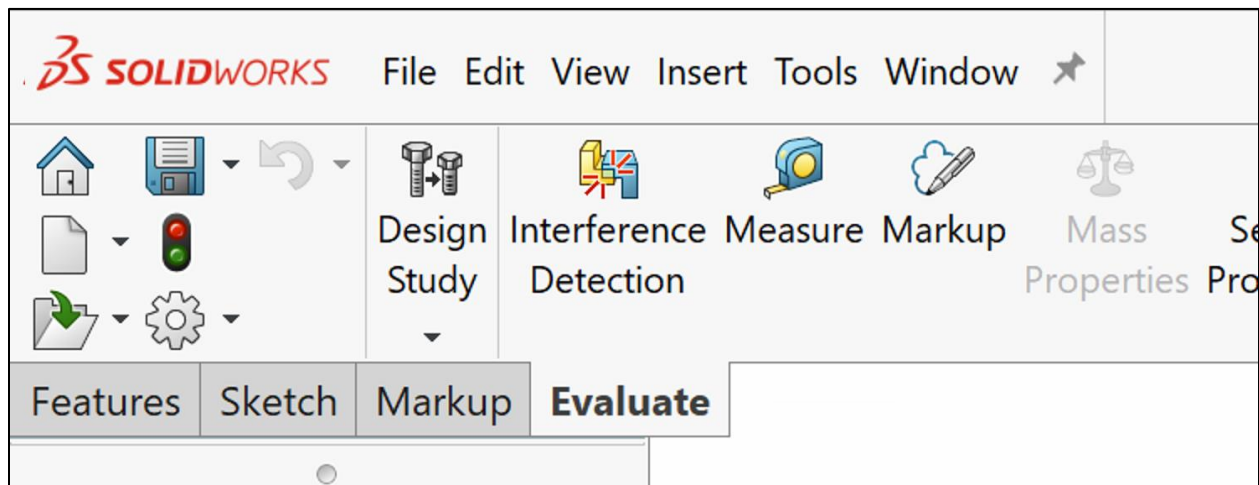 SOLIDWORKS File Edit View Insert Tools Window
Design Interference Measure Markup Mass
Study Detection Properties
Features Sketch Markup Evaluate